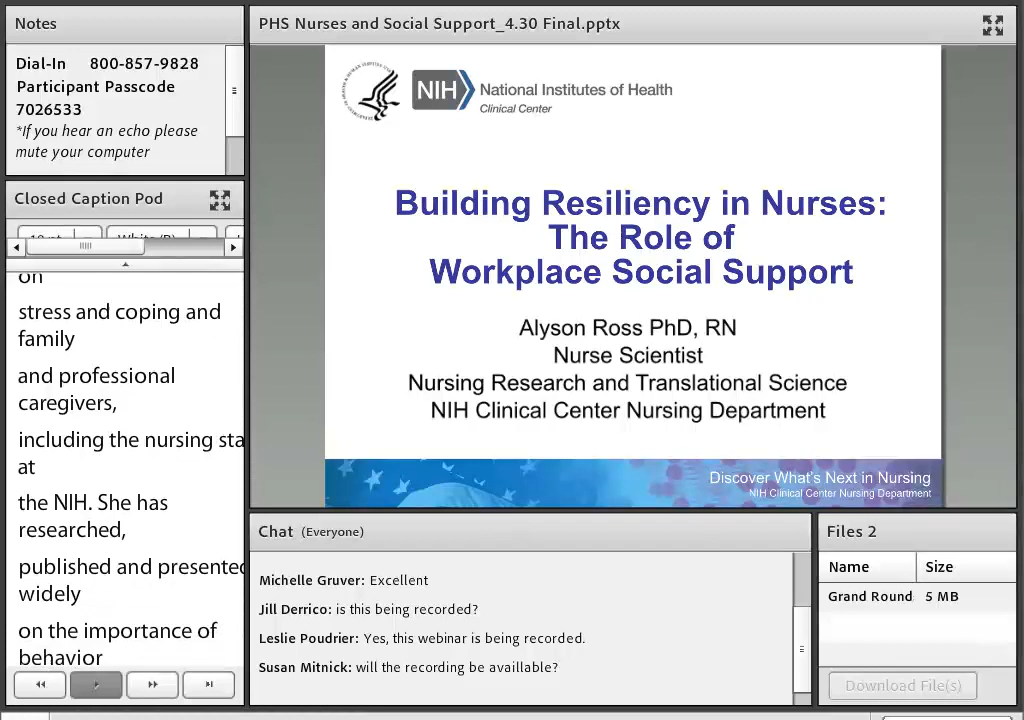 Notes
Dial-In 800-857-9828
Participant Passcode
7026533
*If you hear an echo please
mute your computer
Closed Caption Pod
on
stress and coping and
family
and professional
caregivers,
including the nursing sta
at
the NIH. She has
researched,
published and presented
widely
on the importance of
behavior
PHS Nurses and Social Support_4.30 Final.pptx
NIH National Institutes of Health
Clinical Center
Building Resiliency in Nurses:
The Role of
Workplace Social Support
Alyson Ross PhD, RN
Nurse Scientist
Nursing Research and Translational Science
NIH Clinical Center Nursing Department
Discover What's Next in Nursing
NIH Clinical Center Nursing Department
Chat (Everyone)
Michelle Gruver: Excellent
Jill Derrico: is this being recorded?
Leslie Poudrier: Yes, this webinar is being recorded.
Susan Mitnick: will the recording be availlable?
Files 2
Name Size
Grand Round 5 MB
Download File(s)